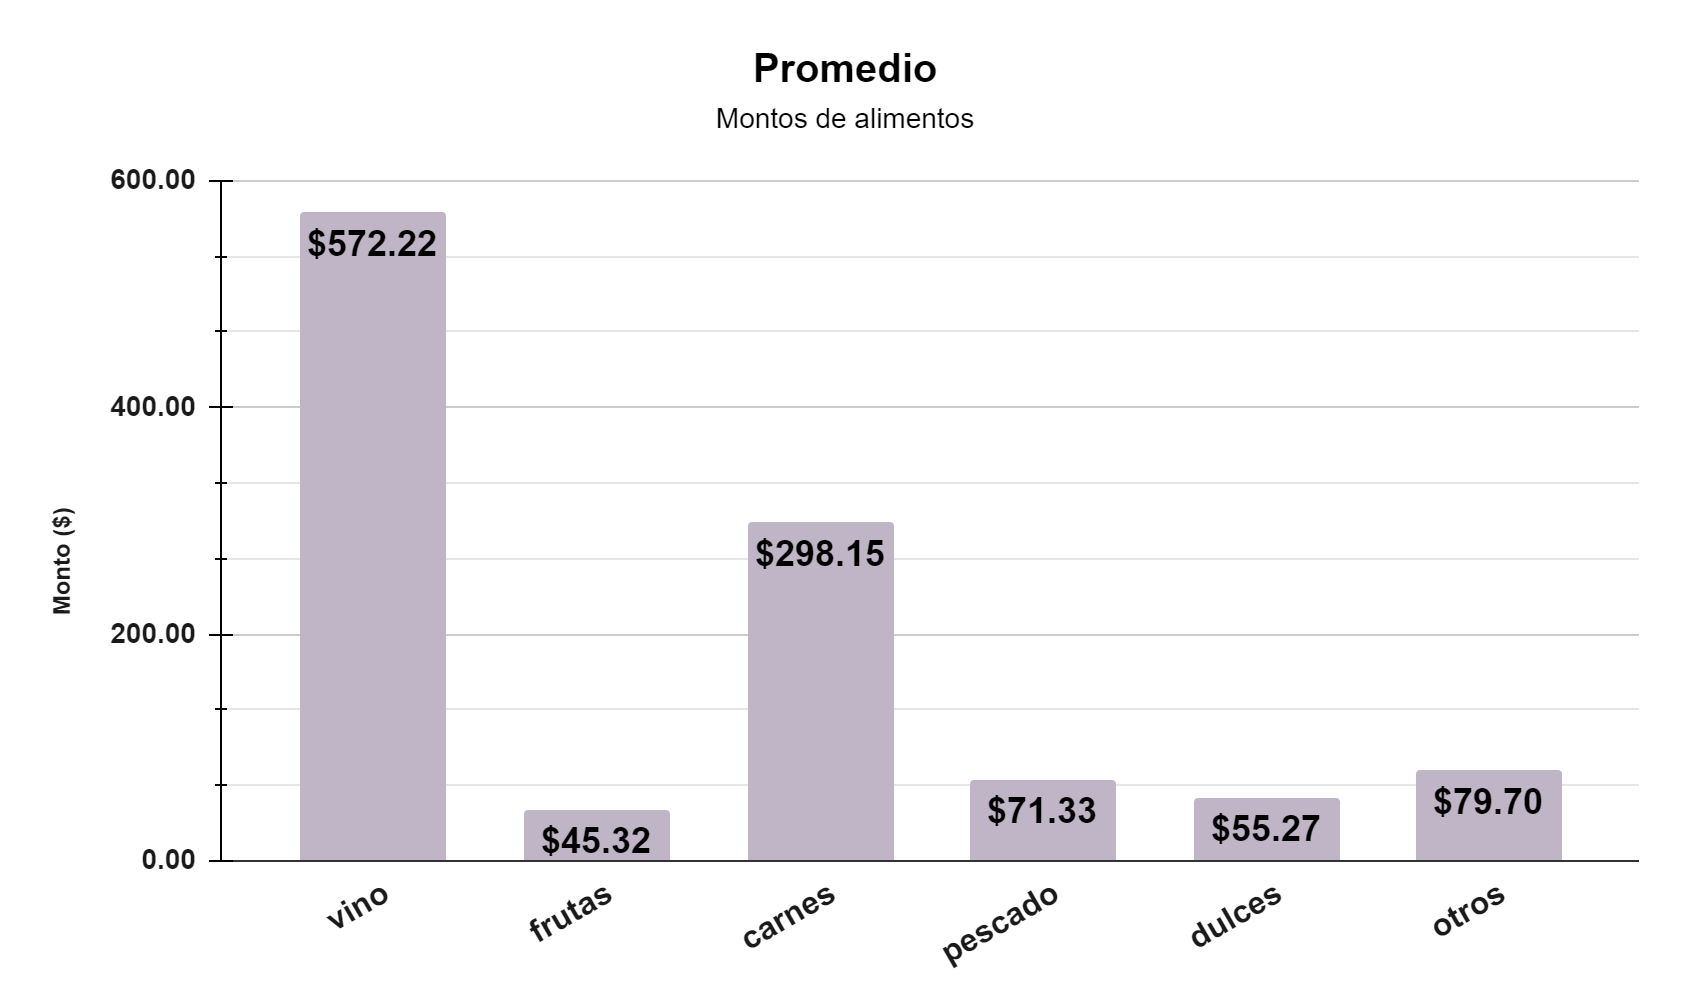 Promedio
Montos de alimentos
600.00
400.00
200.00
0.00
Monto ($)
$572.22
$45.32
$298.15
$71.33
$55.27
$79.70
vino
frutas
carnes
pescado
dulces
otros